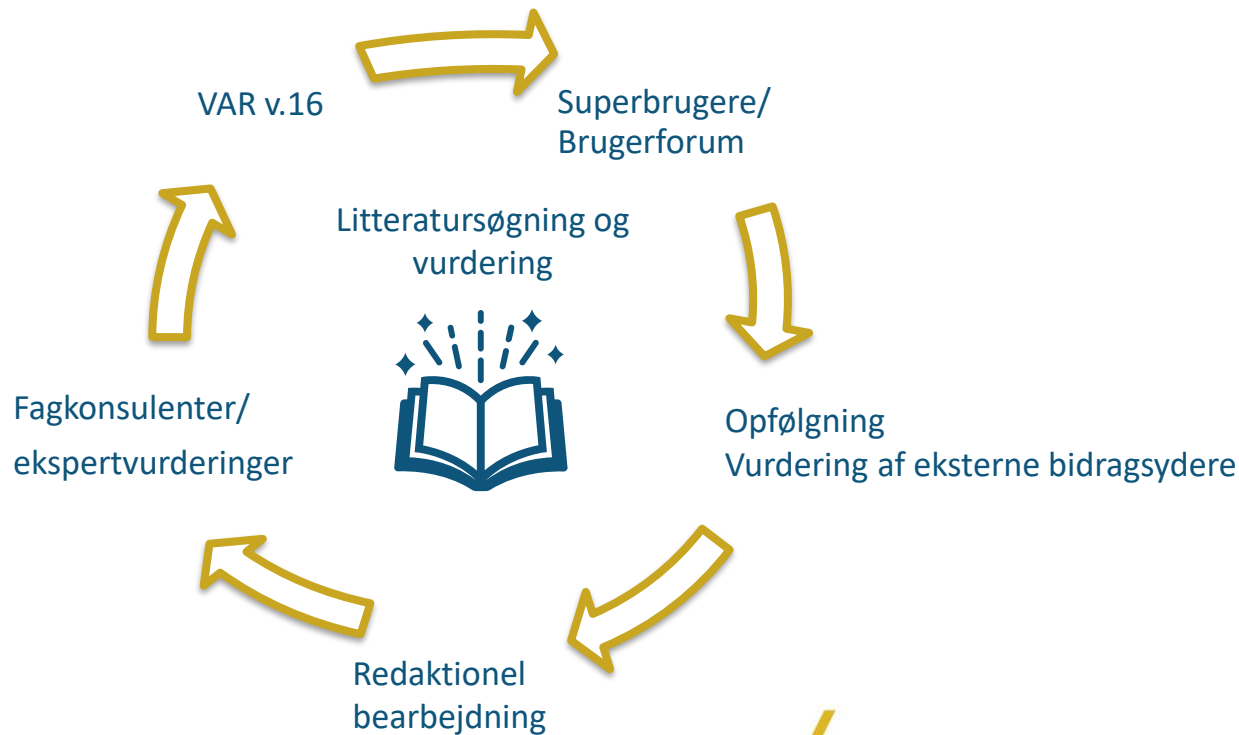 VAR v.16
Superbrugere/
Brugerforum
Litteratursøgning og
vurdering
Fagkonsulenter/
ekspertvurderinger
Opfølgning
Vurdering af eksterne bidragsydere
Redaktionel
bearbejdning